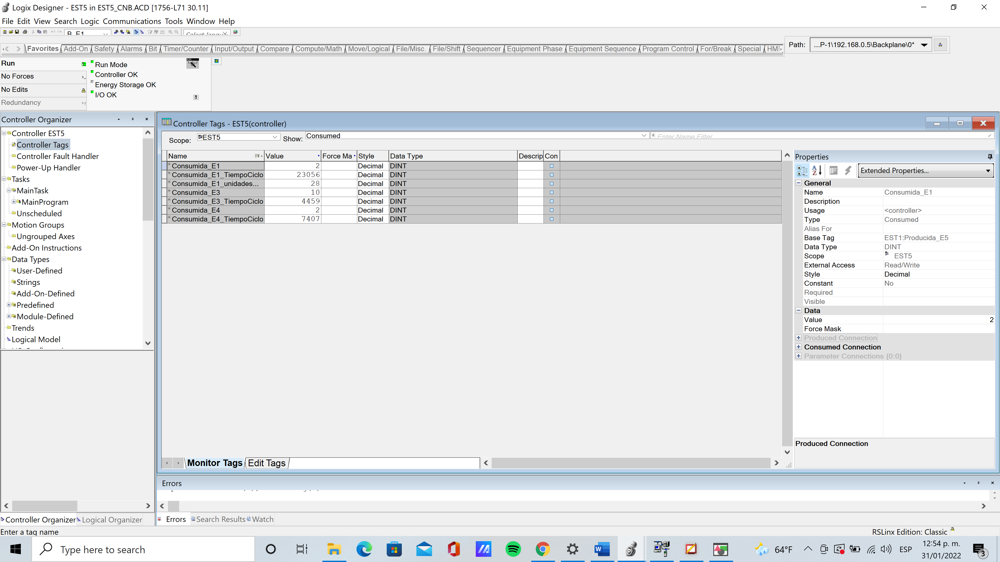 Logix Designer - EST5 in EST5_CNB.ACD [1756-L71 30.11]
File Edit View Search Logic Communications Tools Window Help
B_E1
Select langu
Favorites Add-On Safety Alarms Bit Timer/Counter Input/Output Compare Compute/Math Move/Logical File/Misc. File/Shift Sequencer Equipment Phase Equipment Sequence Program Control For/Break Special HMI
Path: ...P-1\192.168.0.5\Backplane\0*
Run
No Forces
No Edits
Redundancy
RUN
Run Mode
Controller OK
Energy Storage OK
I/O OK
Controller Organizer
Controller EST5
Controller Tags
Controller Fault Handler
Power-Up Handler
Tasks
MainTask
MainProgram
Unscheduled
Motion Groups
Ungrouped Axes
Add-On Instructions
Data Types
User-Defined
Strings
Add-On-Defined
Predefined
Module-Defined
Trends
Logical Model
Controller Organizer Logical Organizer
Controller Tags - EST5(controller)
Scope: EST5 Show: Consumed Enter Name Filter
Name Value Force Ma Style Data Type Descrip Con
Consumida_E1 2 Decimal DINT
Consumida_E1_TiempoCiclo 23056 Decimal DINT
Consumida_E1_unidades... 28 Decimal DINT
Consumida_E3 10 Decimal DINT
Consumida_E3_TiempoCiclo 4459 Decimal DINT
Consumida_E4 2 Decimal DINT
Consumida_E4_TiempoCiclo 7407 Decimal DINT
Monitor Tags Edit Tags
Properties
Extended Properties...
General
Name Consumida_E1
Description
Usage <controller>
Type Consumed
Alias For
Base Tag EST1:Producida_E5
Data Type DINT
Scope EST5
External Access Read/Write
Style Decimal
Constant No
Required
Visible
Data
Value 2
Force Mask
Produced Connection
Consumed Connection
Parameter Connections {0:0}
Produced Connection
Errors
Errors Search Results Watch
Enter a tag name
RSLinx Edition: Classic
Type here to search
64°F
ESP
12:54 p. m.
31/01/2022
3